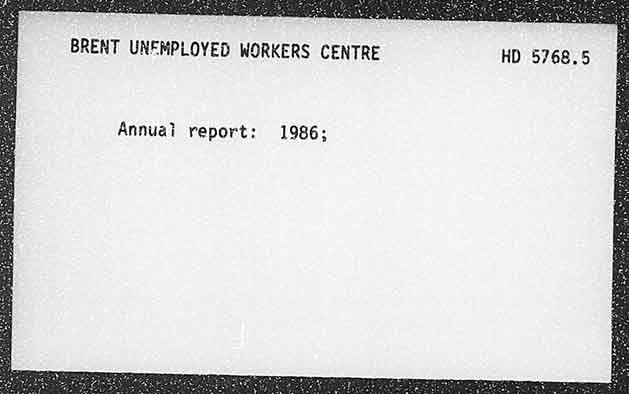 BRENT UNEMPLOYED WORKERS CENTRE HD 5768.5
Annual report: 1986;